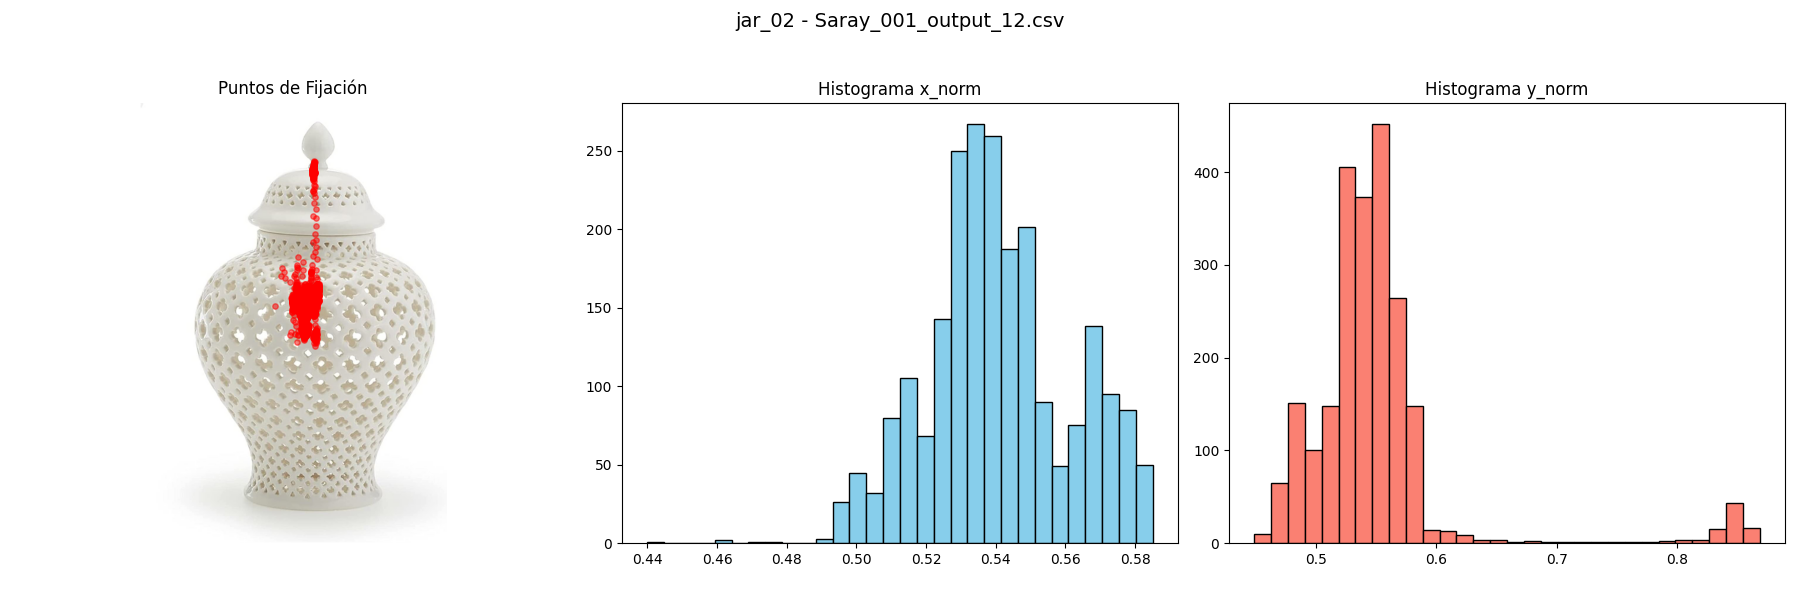 jar_02 - Saray_001_output_12.csv
Puntos de Fijación
Histograma x_norm
250
200
150
100
50
0
0.44 0.46 0.48 0.50 0.52 0.54 0.56 0.58
Histograma y_norm
400
300
200
100
0
0.5 0.6 0.7 0.8